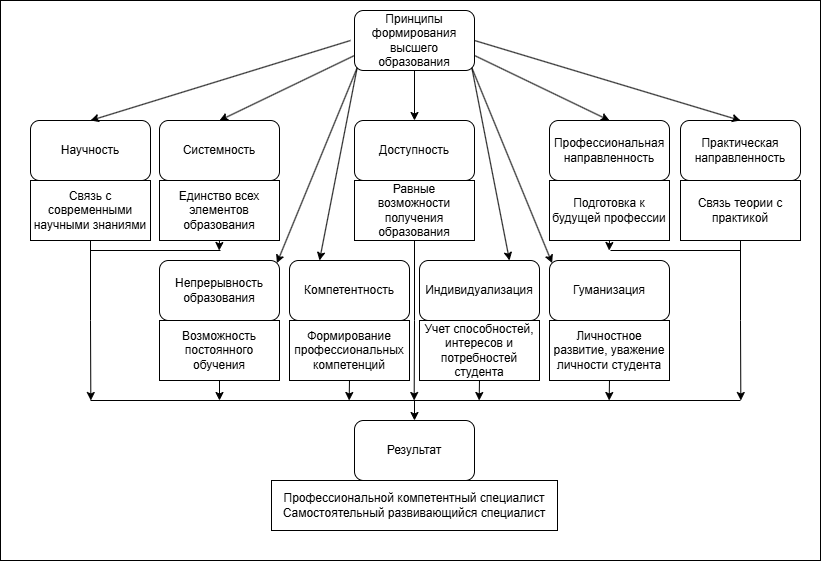 Принципы
формирования
высшего
образования
Научность
Системность
Доступность
Профессиональная
направленность
Практическая
направленность
Связь с
современными
научными знаниями
Единство всех
элементов
образования
Равные
возможности
получения
образования
Подготовка к
будущей профессии
Связь теории с
практикой
Непрерывность
образования
Компетентность
Индивидуализация
Гуманизация
Возможность
постоянного
обучения
Формирование
профессиональных
компетенций
Учет способностей,
интересов и
потребностей
студента
Личностное
развитие, уважение
личности студента
Результат
Профессиональной компетентный специалист
Самостоятельный развивающийся специалист